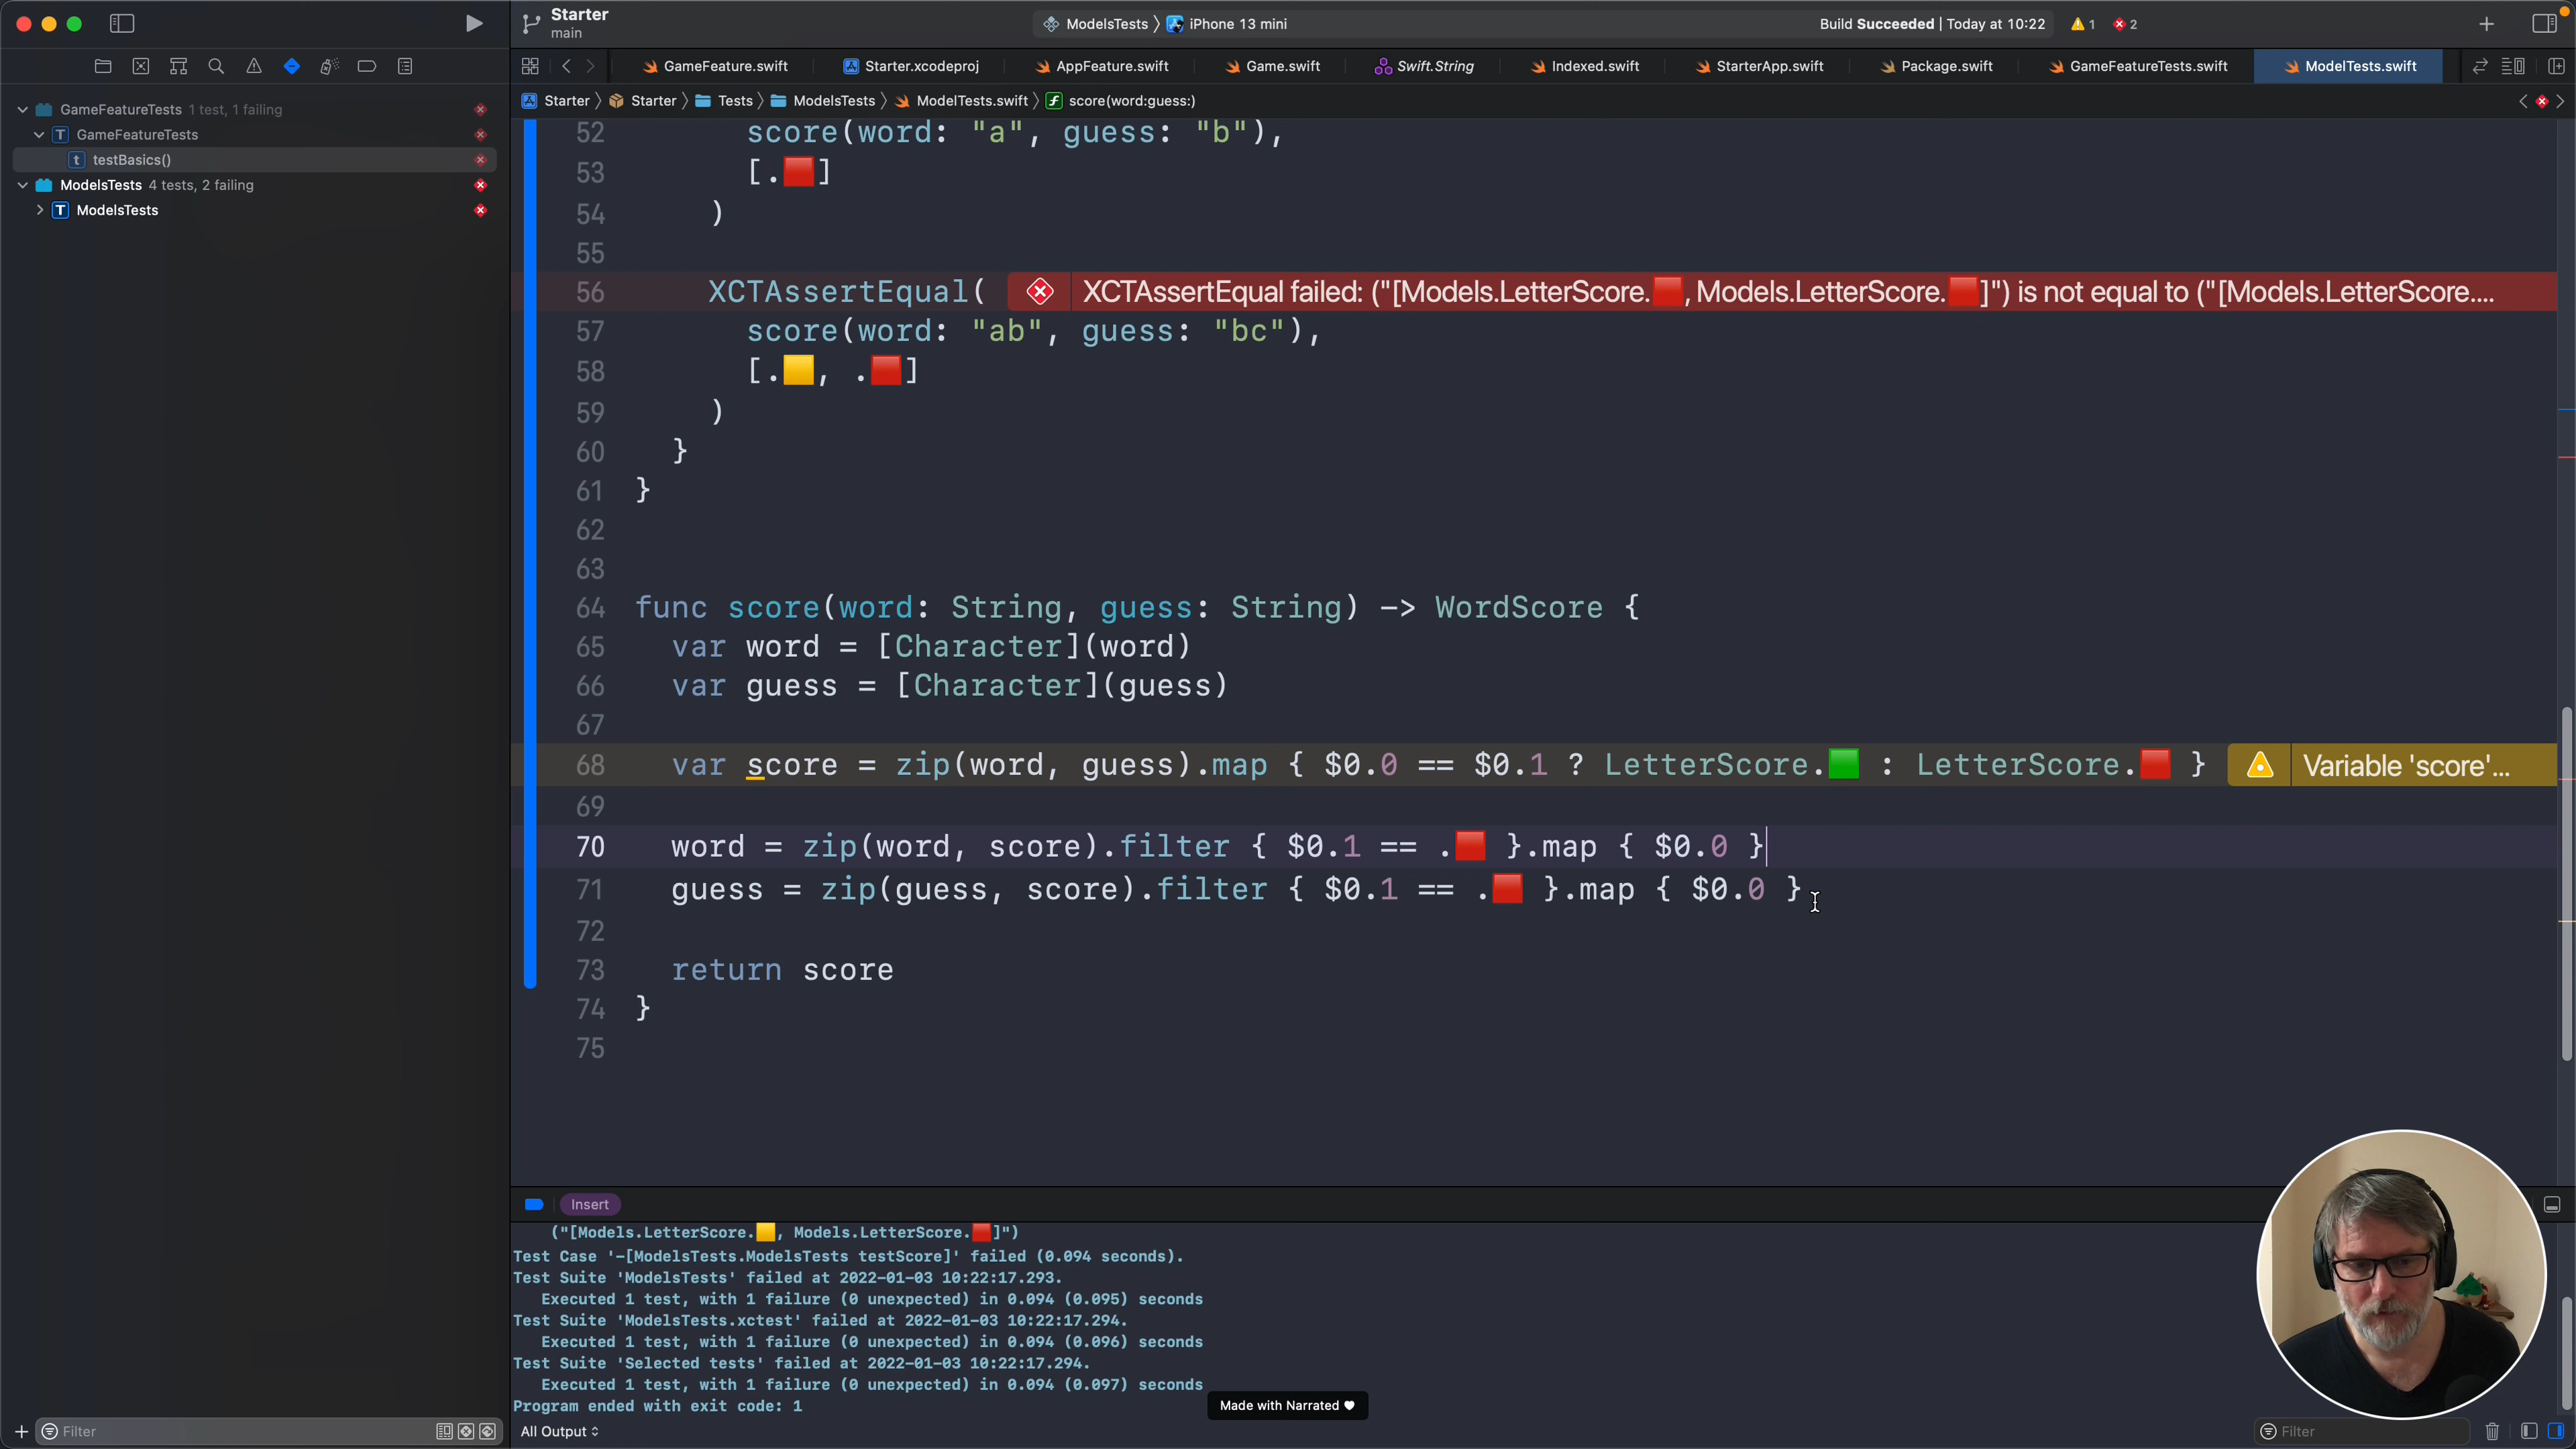 Starter
main
ModelsTests 〉 iPhone 13 mini
Build Succeeded | Today at 10:22
1
2
GameFeature.swift
Starter.xcodeproj
AppFeature.swift
Game.swift
Swift.String
Indexed.swift
StarterApp.swift
Package.swift
GameFeatureTests.swift
ModelTests.swift
Starter 〉 Starter 〉 Tests 〉 ModelsTests 〉 ModelTests.swift 〉 score(word:guess:)
GameFeatureTests 1 test, 1 failing
T GameFeatureTests
t testBasics()
ModelsTests 4 tests, 2 failing
T ModelsTests
52 score(word: "a", guess: "b"),
53 [.🟥]
54 )
55
56 XCTAssertEqual( XCTAssertEqual failed: ("[Models.LetterScore.🟥, Models.LetterScore.🟥]") is not equal to ("[Models.LetterScore....
57 score(word: "ab", guess: "bc"),
58 [.🟨, .🟥]
59 )
60 }
61 }
62
63
64 func score(word: String, guess: String) -> WordScore {
65 var word = [Character](word)
66 var guess = [Character](guess)
67
68 var score = zip(word, guess).map { $0.0 == $0.1 ? LetterScore.🟩 : LetterScore.🟥 } Variable 'score'...
69
70 word = zip(word, score).filter { $0.1 == .🟥 }.map { $0.0 }
71 guess = zip(guess, score).filter { $0.1 == .🟥 }.map { $0.0 }
72
73 return score
74 }
75
Insert
("[Models.LetterScore.🟨, Models.LetterScore.🟥]")
Test Case '-[ModelsTests.ModelsTests testScore]' failed (0.094 seconds).
Test Suite 'ModelsTests' failed at 2022-01-03 10:22:17.293.
Executed 1 test, with 1 failure (0 unexpected) in 0.094 (0.095) seconds
Test Suite 'ModelsTests.xctest' failed at 2022-01-03 10:22:17.294.
Executed 1 test, with 1 failure (0 unexpected) in 0.094 (0.096) seconds
Test Suite 'Selected tests' failed at 2022-01-03 10:22:17.294.
Executed 1 test, with 1 failure (0 unexpected) in 0.094 (0.097) seconds
Program ended with exit code: 1
Made with Narrated ♥
Filter
All Output
Filter